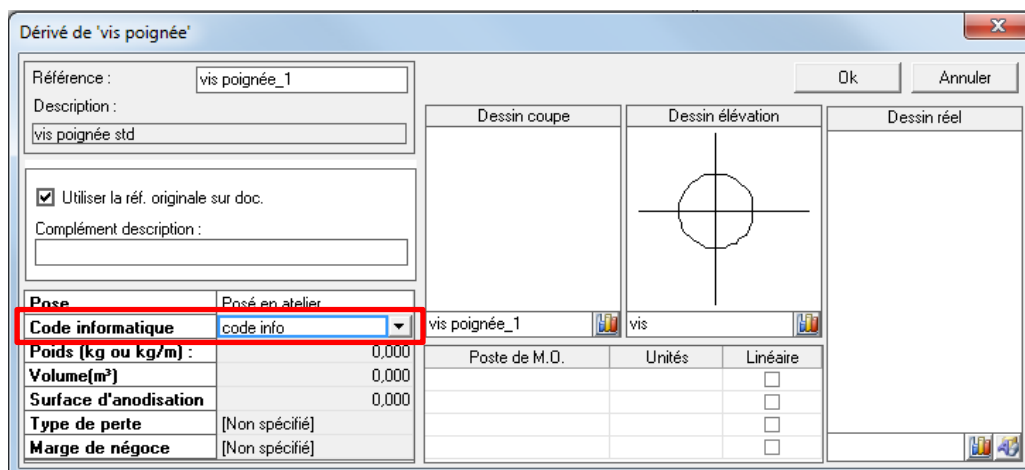 Dérivé de 'vis poignée'
Référence : vis poignée_1
Description :
vis poignée std
Utiliser la réf. originale sur doc.
Complément description :
Pose Posé en atelier
Code informatique code info
Poids (kg ou kg/m) : 0,000
Volume(m³) 0,000
Surface d'anodisation 0,000
Type de perte [Non spécifié]
Marge de négoce [Non spécifié]
Ok Annuler
Dessin coupe Dessin élévation Dessin réel
vis poignée_1 vis
Poste de M.O. Unités Linéaire